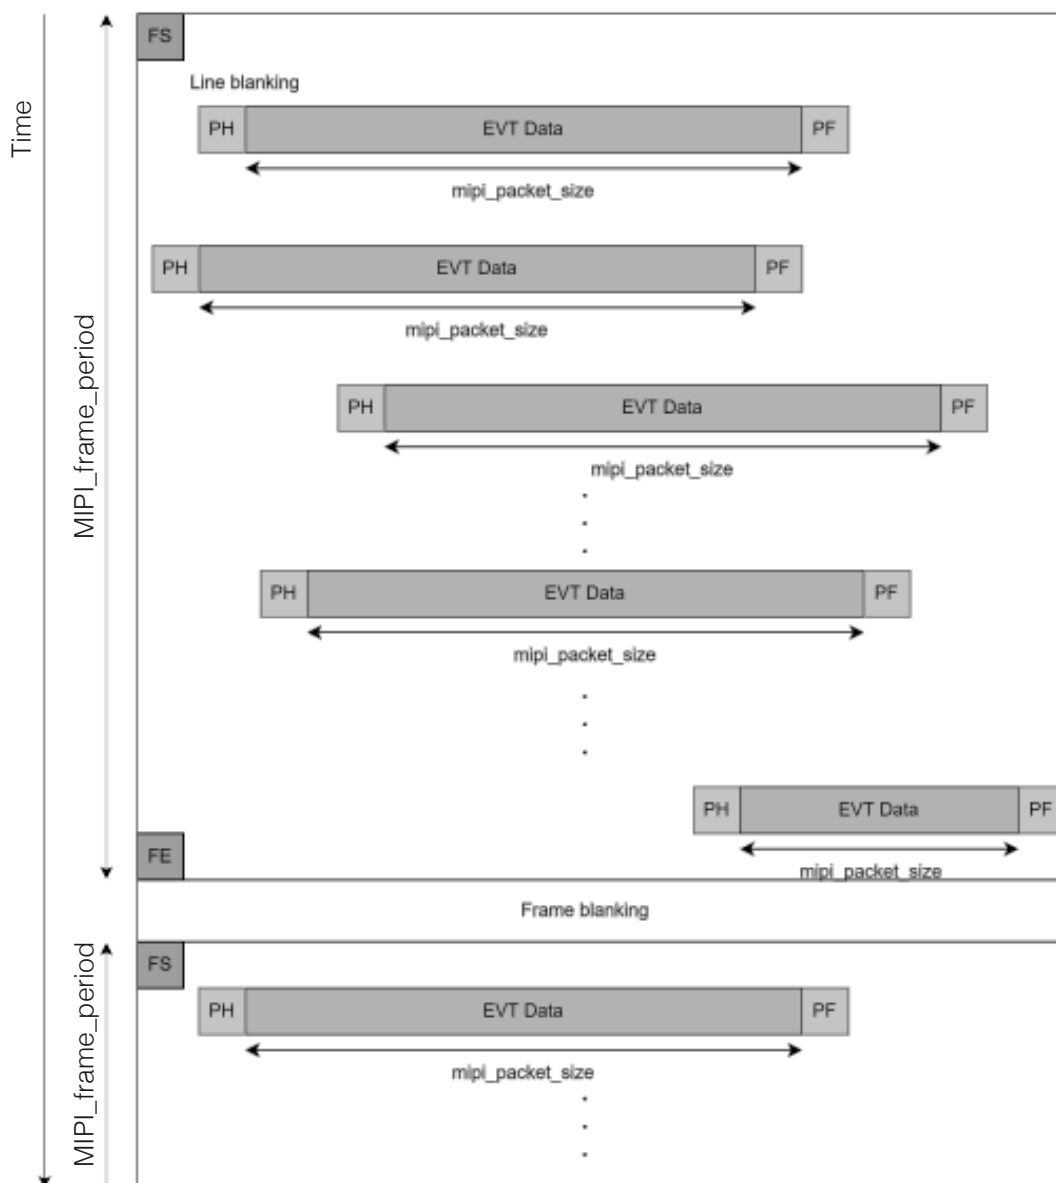 FS
Line blanking
PH EVT Data PF
mipi_packet_size
PH EVT Data PF
mipi_packet_size
PH EVT Data PF
mipi_packet_size
PH EVT Data PF
mipi_packet_size
PH EVT Data PF
mipi_packet_size
FE
Frame blanking
FS
PH EVT Data PF
mipi_packet_size
Time
MIPI_frame_period
MIPI_frame_period